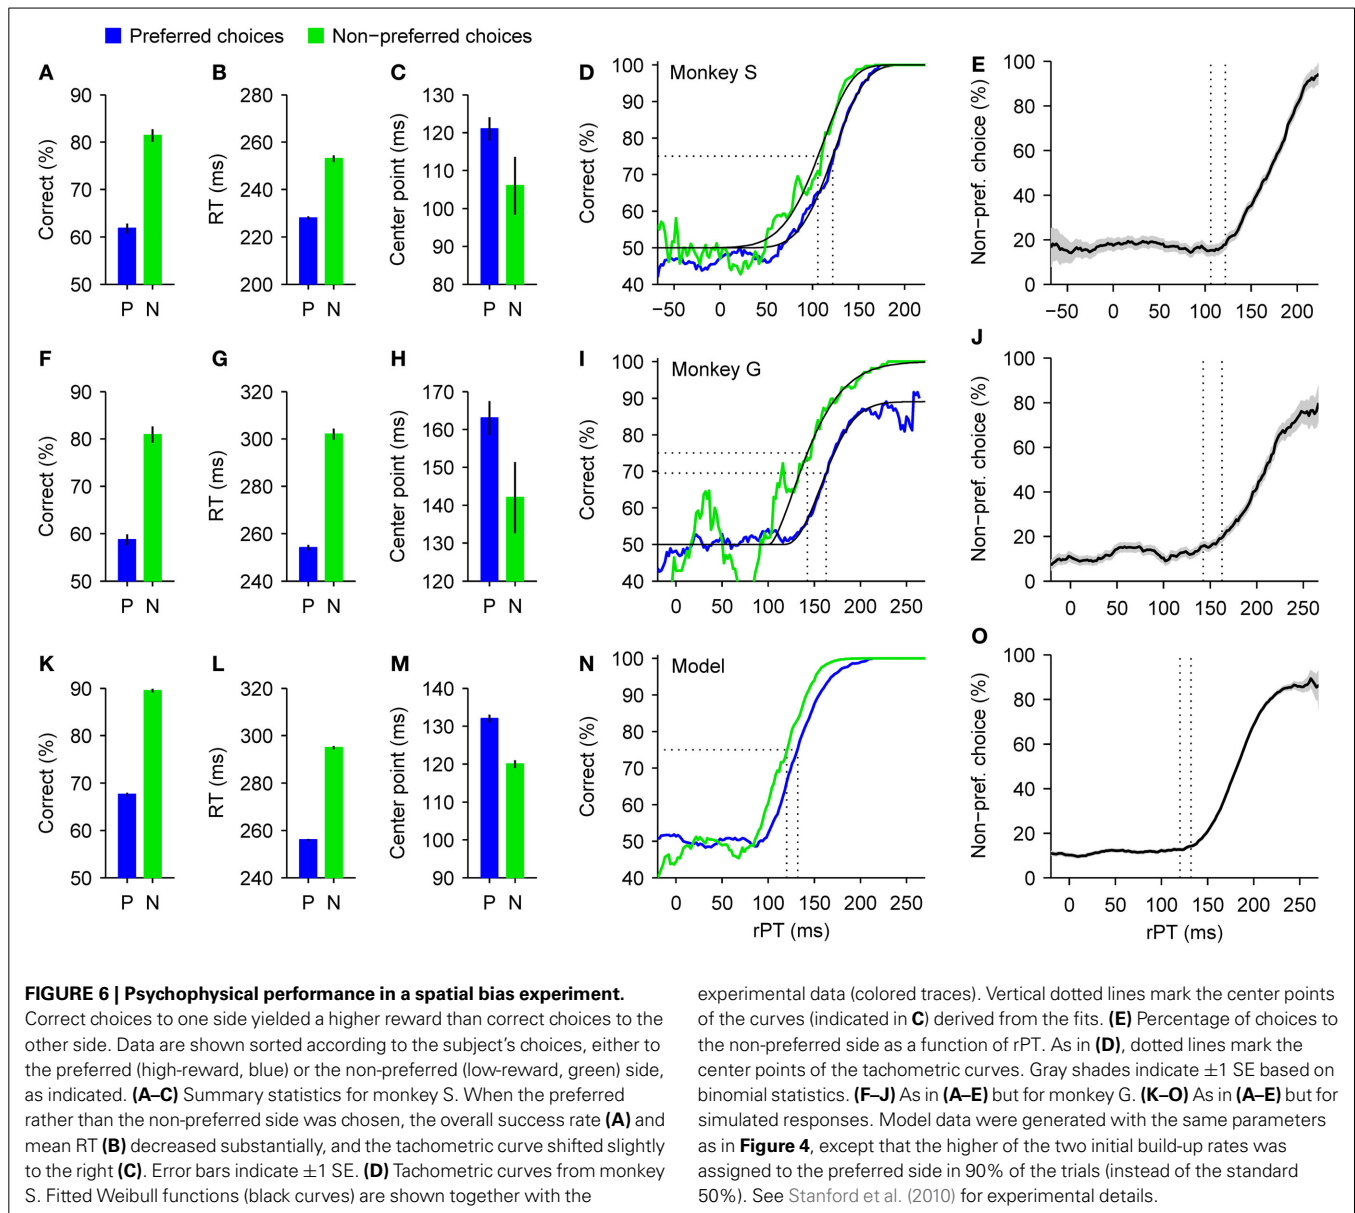 Preferred choices Non−preferred choices
A B C D E
Correct (%)
90
80
70
60
50
P N
RT (ms)
280
260
240
220
200
P N
Center point (ms)
130
120
110
100
90
80
P N
Monkey S
Correct (%)
100
90
80
70
60
50
40
−50 0 50 100 150 200
Non−pref. choice (%)
100
80
60
40
20
0
−50 0 50 100 150 200
F G H I J
Correct (%)
90
80
70
60
50
P N
RT (ms)
320
300
280
260
240
P N
Center point (ms)
170
160
150
140
130
120
P N
Monkey G
Correct (%)
100
90
80
70
60
50
40
0 50 100 150 200 250
Non−pref. choice (%)
100
80
60
40
20
0
0 50 100 150 200 250
K L M N O
Correct (%)
90
80
70
60
50
P N
RT (ms)
320
300
280
260
240
P N
Center point (ms)
140
130
120
110
100
90
P N
Model
Correct (%)
100
90
80
70
60
50
40
0 50 100 150 200 250
rPT (ms)
Non−pref. choice (%)
100
80
60
40
20
0
0 50 100 150 200 250
rPT (ms)
FIGURE 6 | Psychophysical performance in a spatial bias experiment.
Correct choices to one side yielded a higher reward than correct choices to the
other side. Data are shown sorted according to the subject's choices, either to
the preferred (high-reward, blue) or the non-preferred (low-reward, green) side,
as indicated. (A–C) Summary statistics for monkey S. When the preferred
rather than the non-preferred side was chosen, the overall success rate (A) and
mean RT (B) decreased substantially, and the tachometric curve shifted slightly
to the right (C). Error bars indicate ±1 SE. (D) Tachometric curves from monkey
S. Fitted Weibull functions (black curves) are shown together with the
experimental data (colored traces). Vertical dotted lines mark the center points
of the curves (indicated in C) derived from the fits. (E) Percentage of choices to
the non-preferred side as a function of rPT. As in (D), dotted lines mark the
center points of the tachometric curves. Gray shades indicate ±1 SE based on
binomial statistics. (F–J) As in (A–E) but for monkey G. (K–O) As in (A–E) but for
simulated responses. Model data were generated with the same parameters
as in Figure 4, except that the higher of the two initial build-up rates was
assigned to the preferred side in 90% of the trials (instead of the standard
50%). See Stanford et al. (2010) for experimental details.